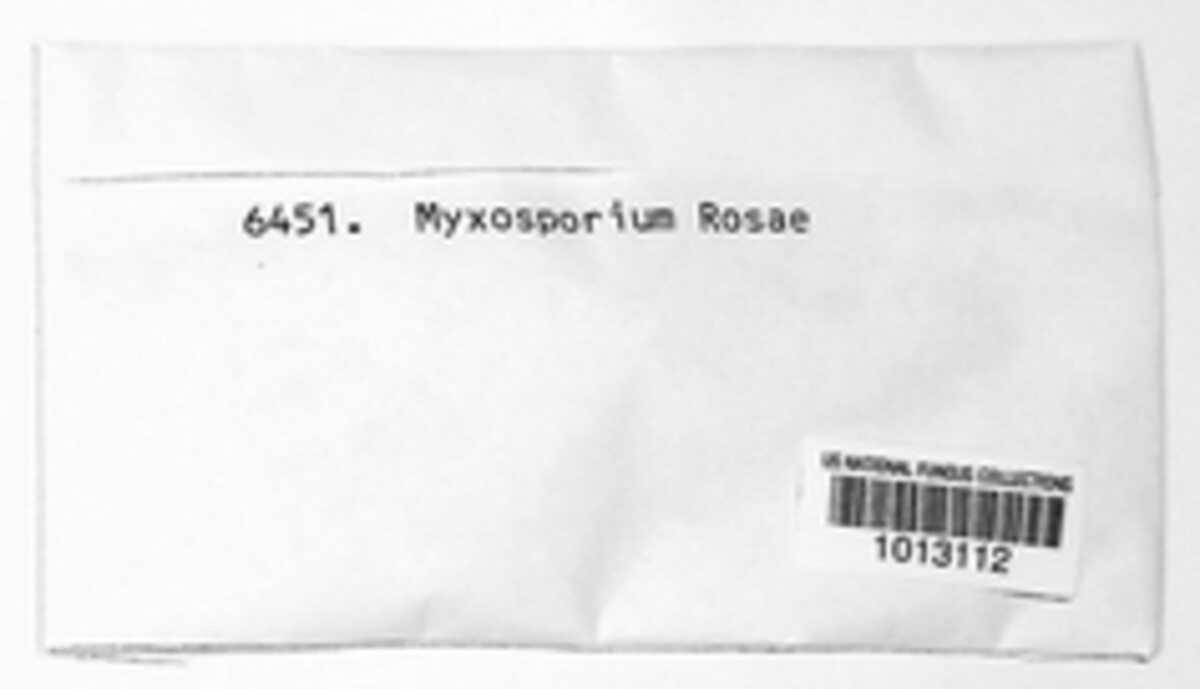 6451. Myxosporium Rosae
US NATIONAL FUNGUS COLLECTIONS
1013112